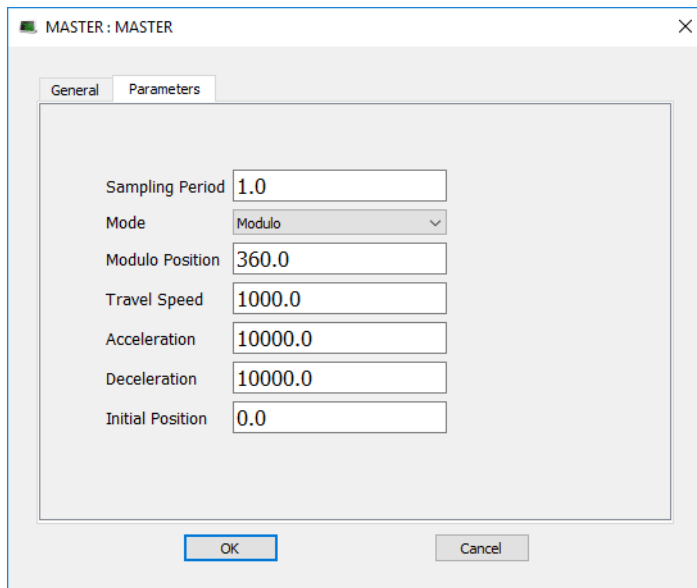 MASTER : MASTER
General Parameters
Sampling Period 1.0
Mode Modulo
Modulo Position 360.0
Travel Speed 1000.0
Acceleration 10000.0
Deceleration 10000.0
Initial Position 0.0
OK Cancel